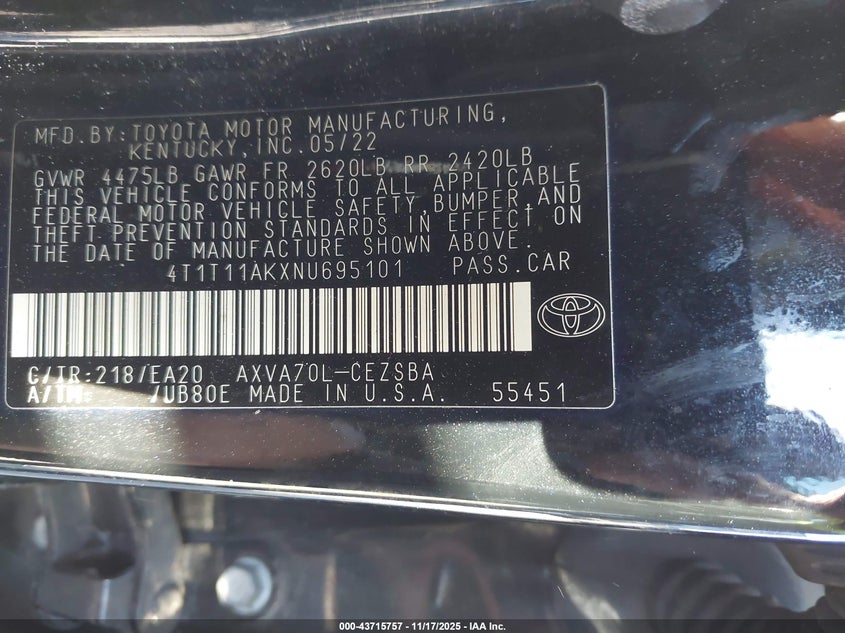 MFD.BY:TOYOTA MOTOR MANUFACTURING,
KENTUCKY, INC.05/22
GVWR 4475LB GAWR FR 2620LB RR 2420LB
THIS VEHICLE CONFORMS TO ALL APPLICABLE
FEDERAL MOTOR VEHICLE SAFETY,BUMPER,AND
THEFT PREVENTION STANDARDS IN EFFECT ON
THE DATE OF MANUFACTURE SHOWN ABOVE.
4T1T11AKXNU695101 PASS.CAR
C/TR:218/EA20 AXVA70L-CEZSBA
A/TM: /UB80E MADE IN U.S.A. 55451
000-43715757 - 11/17/2025 - IAA Inc.